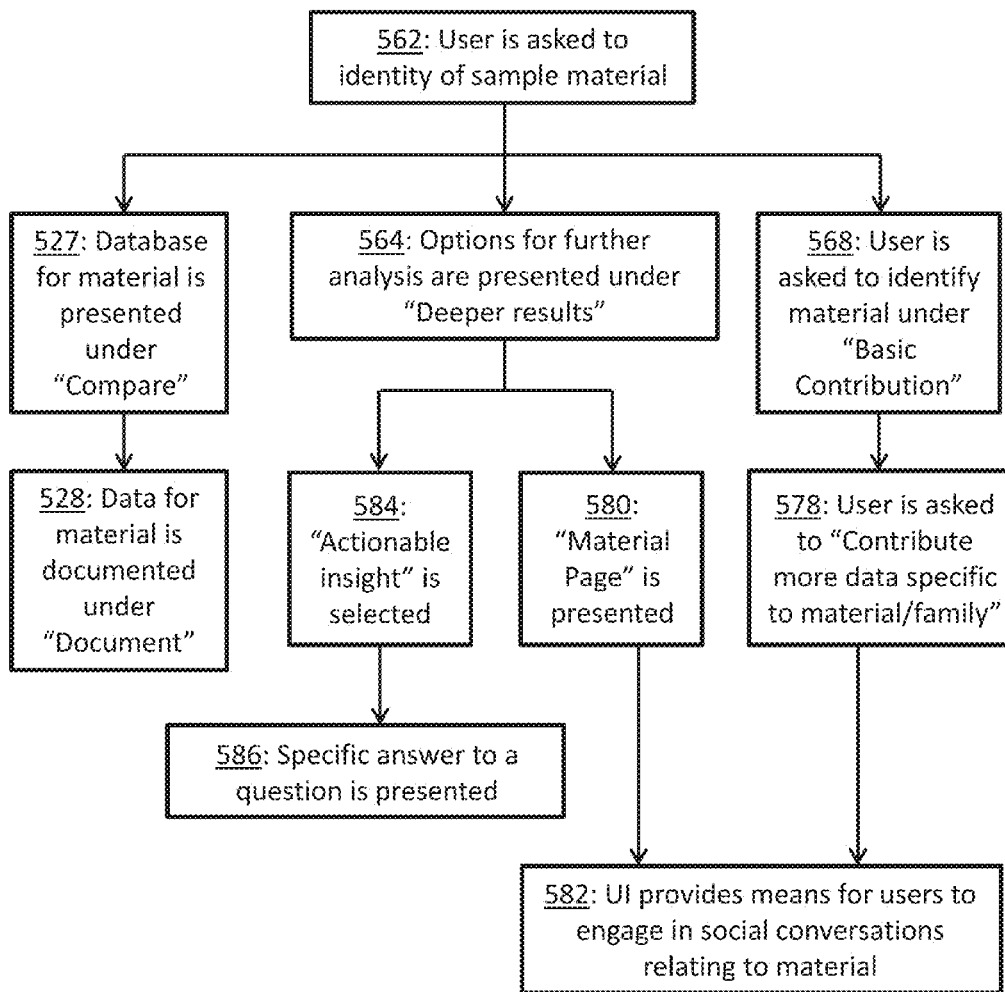 562: User is asked to
identity of sample material
527: Database
for material is
presented
under
“Compare”
564: Options for further
analysis are presented under
“Deeper results”
568: User is
asked to identify
material under
“Basic
Contribution”
528: Data for
material is
documented
under
“Document”
584:
“Actionable
insight” is
selected
580:
“Material
Page” is
presented
578: User is asked
to “Contribute
more data specific
to material/family”
586: Specific answer to a
question is presented
582: UI provides means for users to
engage in social conversations
relating to material